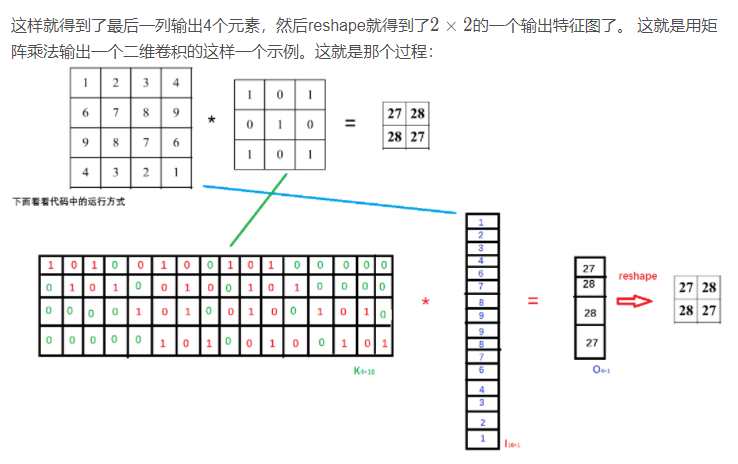 这样就得到了最后一列输出4个元素，然后reshape就得到了2 × 2的一个输出特征图了。 这就是用矩
阵乘法输出一个二维卷积的这样一个示例。这就是那个过程：
1 2 3 4
6 7 8 9
9 8 7 6
4 3 2 1
*
1 0 1
0 1 0
1 0 1
=
27 28
28 27
下面看看代码中的运行方式
1 0 1 0 0 1 0 0 1 0 1 0 0 0 0 0
0 1 0 1 0 0 1 0 0 1 0 1 0 0 0 0
0 0 0 0 1 0 1 0 0 1 0 0 1 0 1 0
0 0 0 0 0 1 0 1 0 0 1 0 0 1 0 1
K4*16
*
1
2
3
4
6
7
8
9
9
8
7
6
4
3
2
1
I16*1
=
27
28
28
27
O4*1
reshape
27 28
28 27